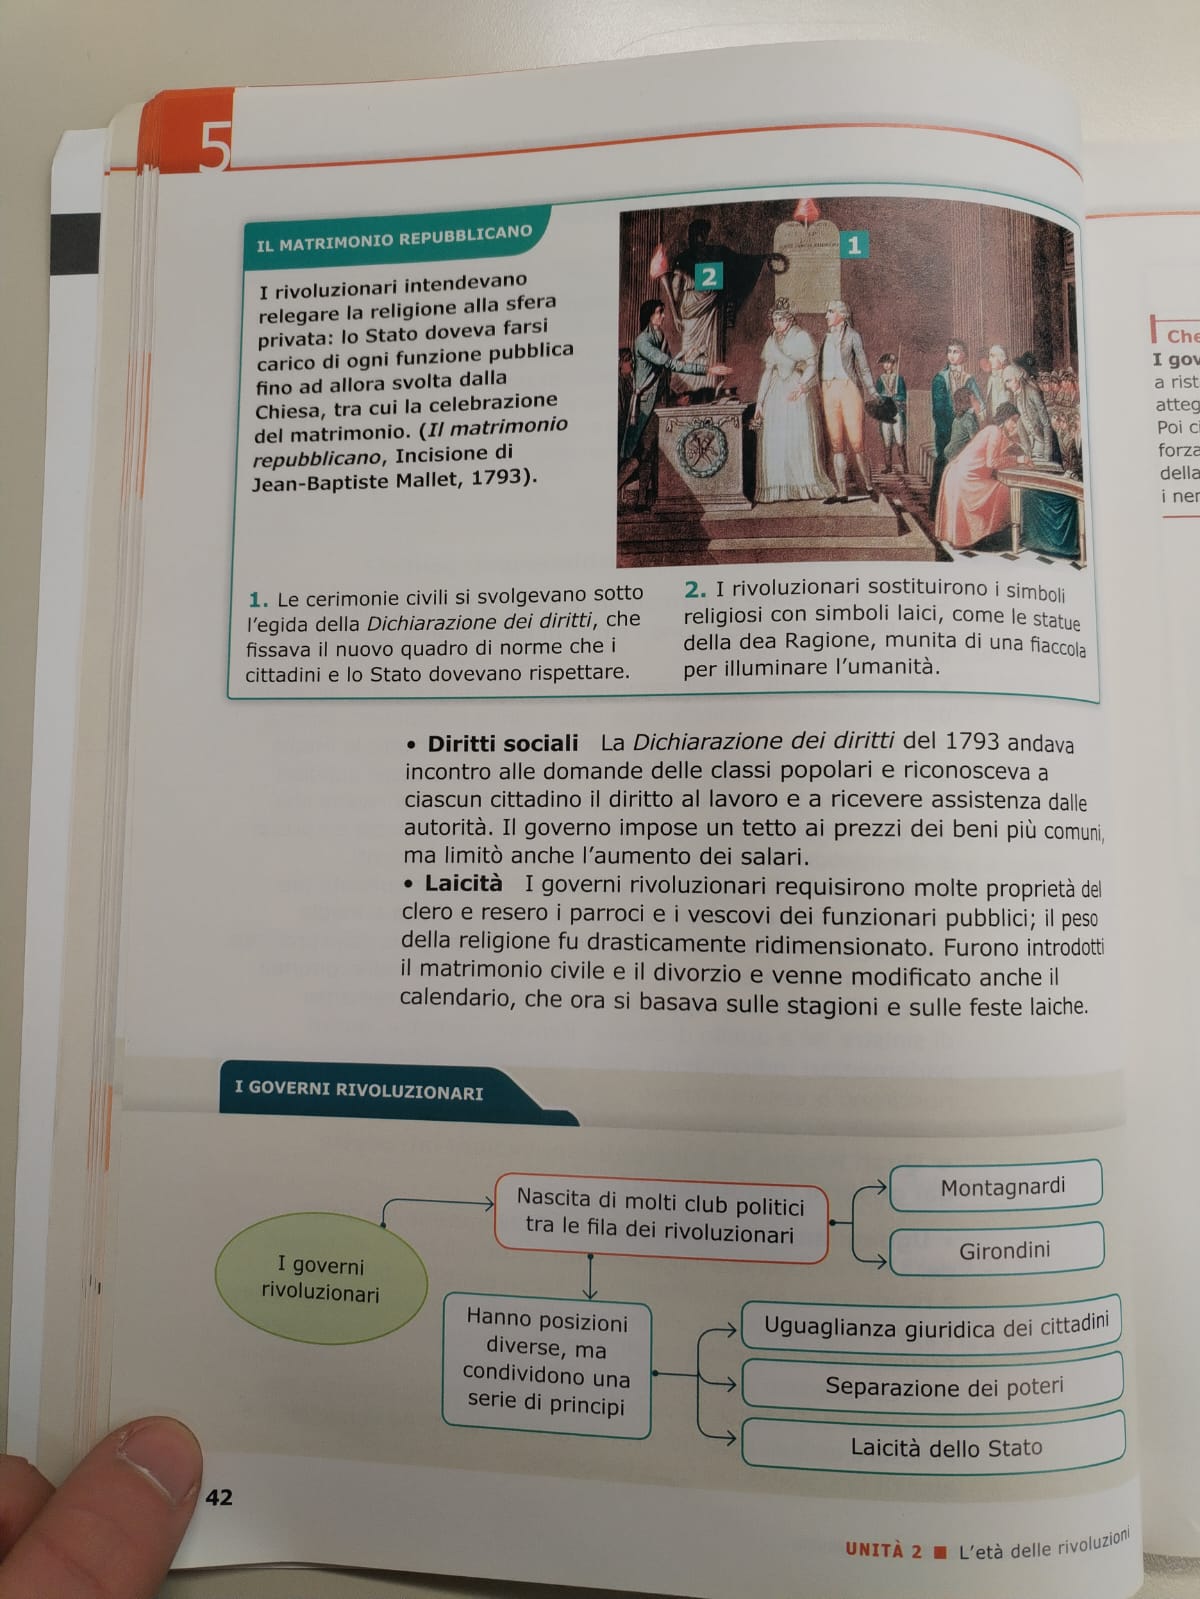 5
IL MATRIMONIO REPUBBLICANO
I rivoluzionari intendevano
relegare la religione alla sfera
privata: lo Stato doveva farsi
carico di ogni funzione pubblica
fino ad allora svolta dalla
Chiesa, tra cui la celebrazione
del matrimonio. (Il matrimonio
repubblicano, Incisione di
Jean-Baptiste Mallet, 1793).
1
2
1. Le cerimonie civili si svolgevano sotto
l'egida della Dichiarazione dei diritti, che
fissava il nuovo quadro di norme che i
cittadini e lo Stato dovevano rispettare.
2. I rivoluzionari sostituirono i simboli
religiosi con simboli laici, come le statue
della dea Ragione, munita di una fiaccola
per illuminare l'umanità.
• Diritti sociali La Dichiarazione dei diritti del 1793 andava
incontro alle domande delle classi popolari e riconosceva a
ciascun cittadino il diritto al lavoro e a ricevere assistenza dalle
autorità. Il governo impose un tetto ai prezzi dei beni più comuni,
ma limitò anche l'aumento dei salari.
• Laicità I governi rivoluzionari requisirono molte proprietà del
clero e resero i parroci e i vescovi dei funzionari pubblici; il peso
della religione fu drasticamente ridimensionato. Furono introdotti
il matrimonio civile e il divorzio e venne modificato anche il
calendario, che ora si basava sulle stagioni e sulle feste laiche.
I GOVERNI RIVOLUZIONARI
I governi
rivoluzionari
Nascita di molti club politici
tra le fila dei rivoluzionari
Montagnardi
Girondini
Hanno posizioni
diverse, ma
condividono una
serie di principi
Uguaglianza giuridica dei cittadini
Separazione dei poteri
Laicità dello Stato
42
UNITÀ 2 ■ L'età delle rivoluzioni
Che
I gov
a rist
atteg
Poi ci
forza
della
i ner